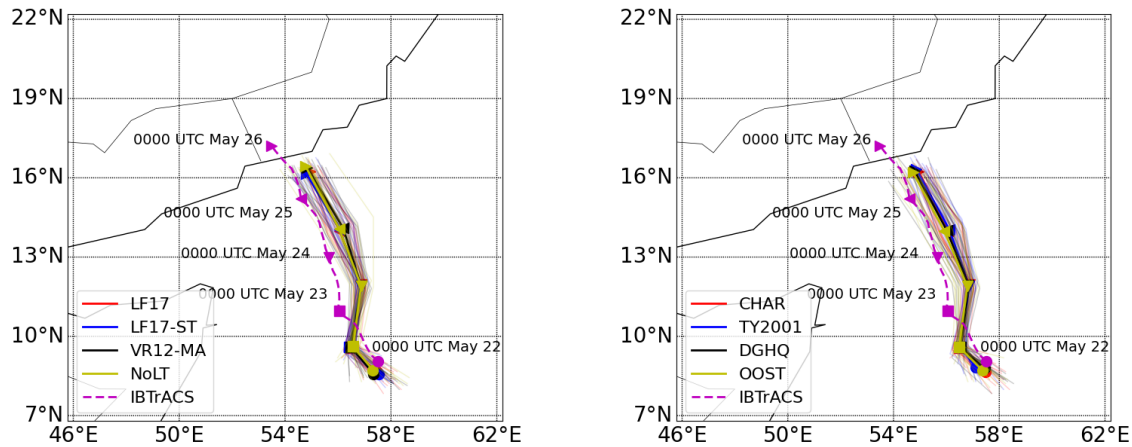 22°N
19°N
16°N
13°N
10°N
7°N
0000 UTC May 26
0000 UTC May 25
0000 UTC May 24
0000 UTC May 23
0000 UTC May 22
LF17
LF17-ST
VR12-MA
NoLT
IBTrACS
46°E 50°E 54°E 58°E 62°E
22°N
19°N
16°N
13°N
10°N
7°N
0000 UTC May 26
0000 UTC May 25
0000 UTC May 24
0000 UTC May 23
0000 UTC May 22
CHAR
TY2001
DGHQ
OOST
IBTrACS
46°E 50°E 54°E 58°E 62°E